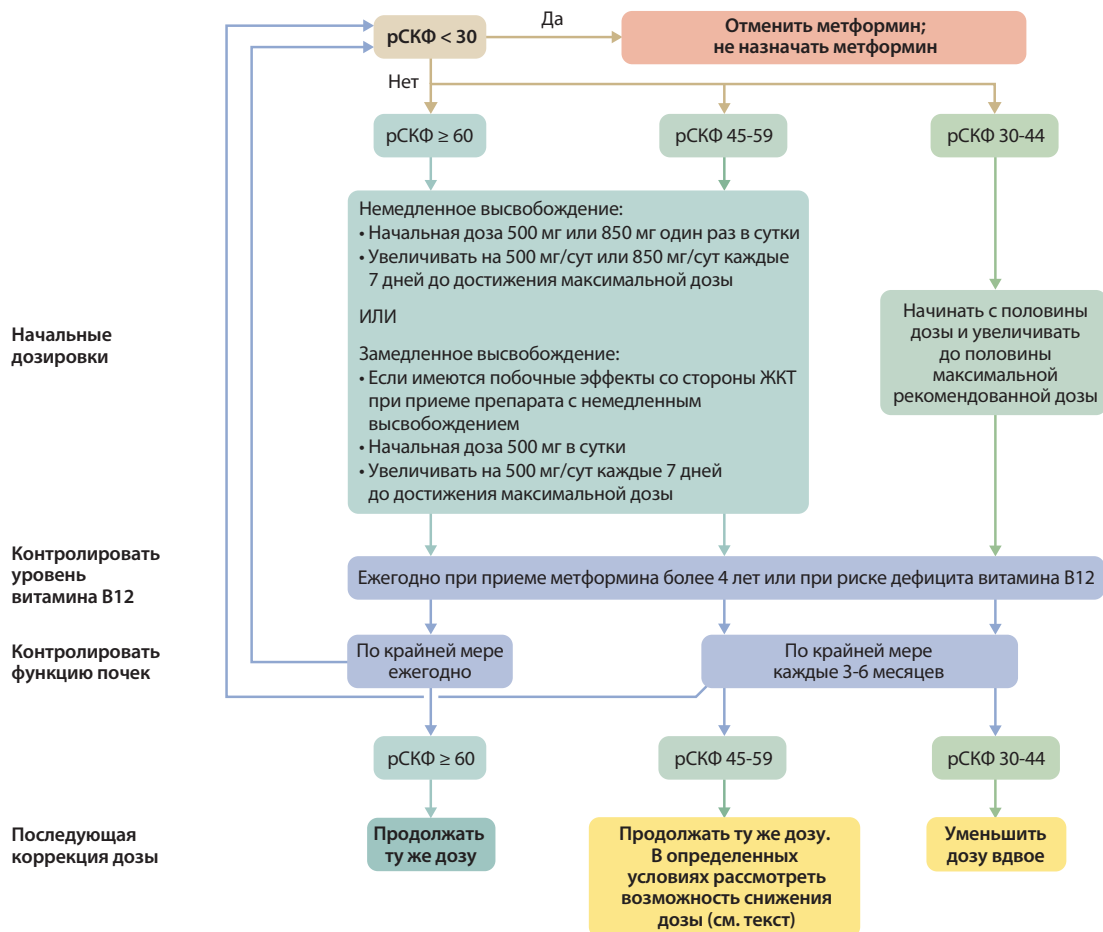 рСКФ < 30
Да
Отменить метформин;
не назначать метформин
Нет
рСКФ ≥ 60
рСКФ 45-59
рСКФ 30-44
Начальные
дозировки
Немедленное высвобождение:
• Начальная доза 500 мг или 850 мг один раз в сутки
• Увеличивать на 500 мг/сут или 850 мг/сут каждые
7 дней до достижения максимальной дозы
ИЛИ
Замедленное высвобождение:
• Если имеются побочные эффекты со стороны ЖКТ
при приеме препарата с немедленным
высвобождением
• Начальная доза 500 мг в сутки
• Увеличивать на 500 мг/сут каждые 7 дней
до достижения максимальной дозы
Начинать с половины
дозы и увеличивать
до половины
максимальной
рекомендованной дозы
Контролировать
уровень
витамина В12
Ежегодно при приеме метформина более 4 лет или при риске дефицита витамина В12
Контролировать
функцию почек
По крайней мере
ежегодно
По крайней мере
каждые 3-6 месяцев
рСКФ ≥ 60
рСКФ 45-59
рСКФ 30-44
Последующая
коррекция дозы
Продолжать
ту же дозу
Продолжать ту же дозу.
В определенных
условиях рассмотреть
возможность снижения
дозы (см. текст)
Уменьшить
дозу вдвое